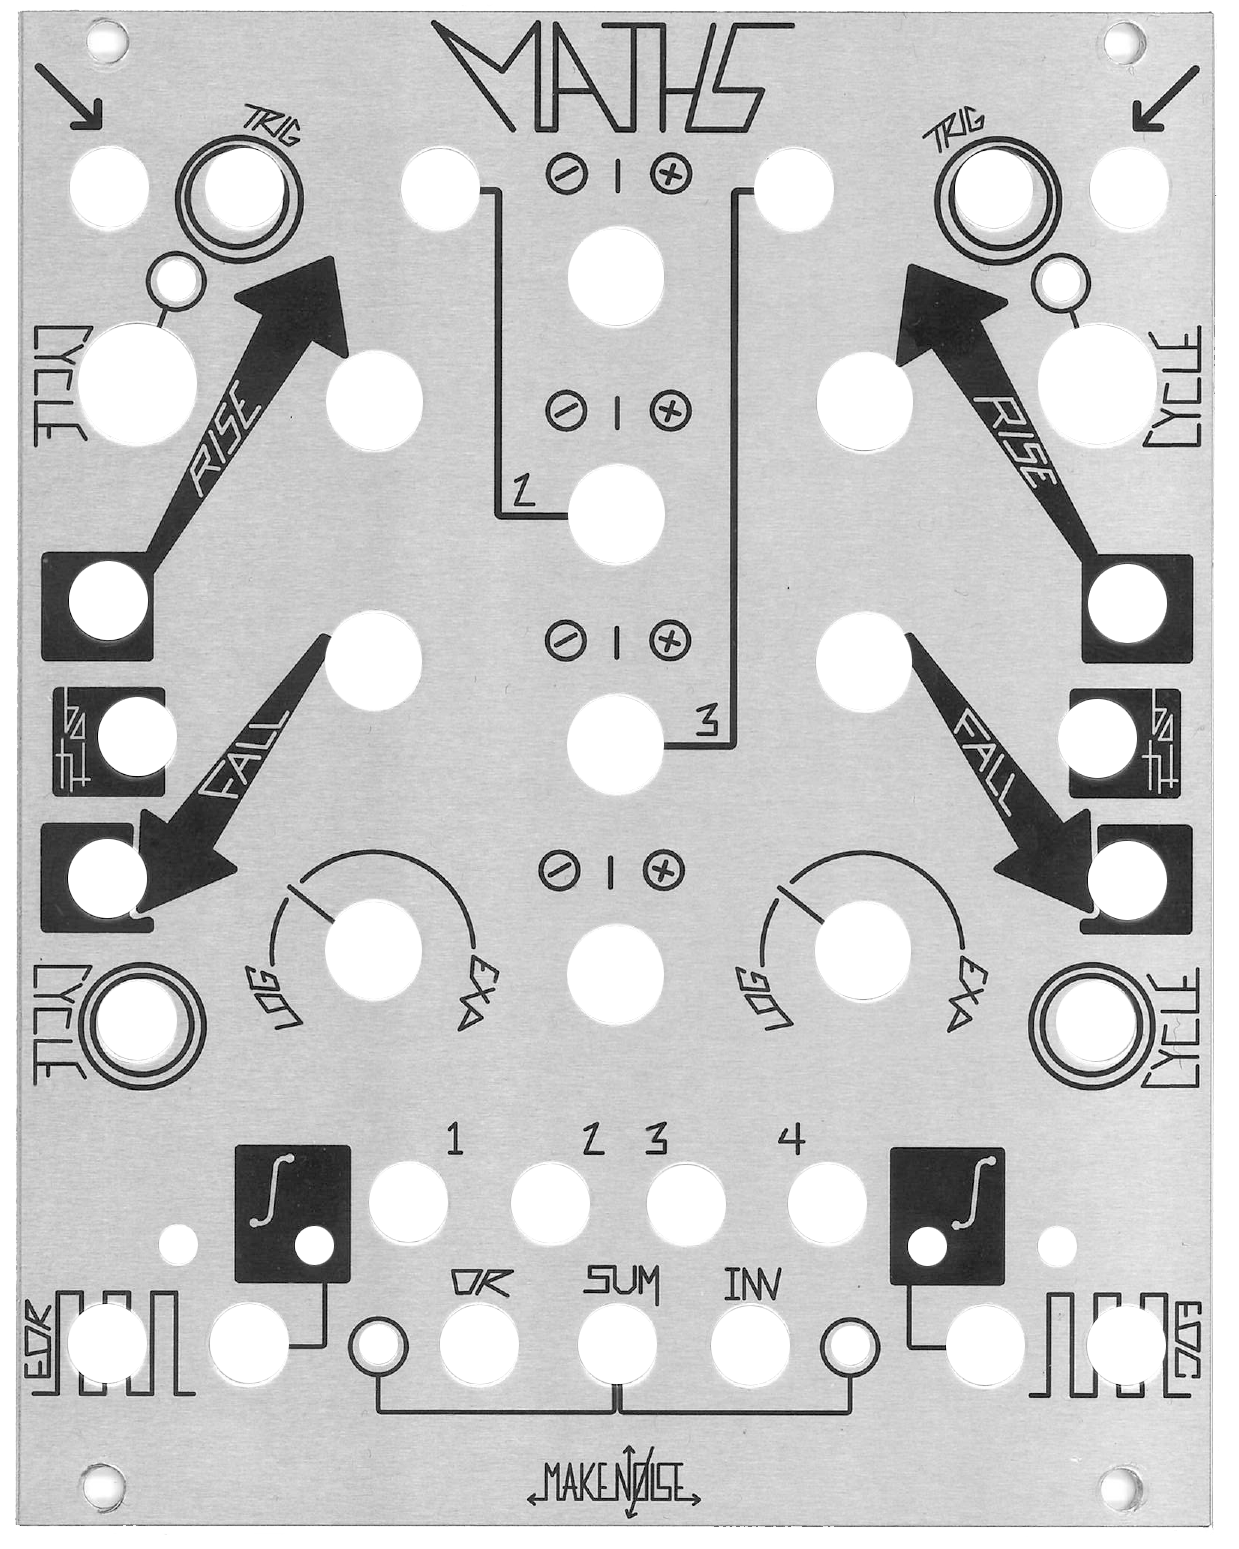 MATHS
TRIG
TRIG
CYCLE
CYCLE
RISE
RISE
2
3
FALL
FALL
LOG
EXP
LOG
EXP
CYCLE
CYCLE
1 2 3 4
OR SUM INV
EOR
EOC
MAKENØISE